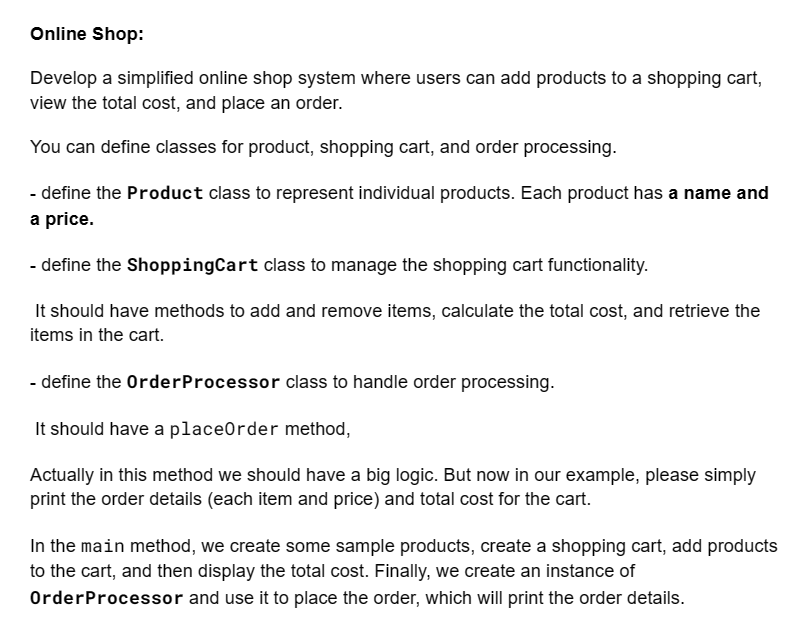 Online Shop:
Develop a simplified online shop system where users can add products to a shopping cart,
view the total cost, and place an order.
You can define classes for product, shopping cart, and order processing.
- define the Product class to represent individual products. Each product has a name and
a price.
- define the ShoppingCart class to manage the shopping cart functionality.
It should have methods to add and remove items, calculate the total cost, and retrieve the
items in the cart.
- define the OrderProcessor class to handle order processing.
It should have a placeOrder method,
Actually in this method we should have a big logic. But now in our example, please simply
print the order details (each item and price) and total cost for the cart.
In the main method, we create some sample products, create a shopping cart, add products
to the cart, and then display the total cost. Finally, we create an instance of
OrderProcessor and use it to place the order, which will print the order details.